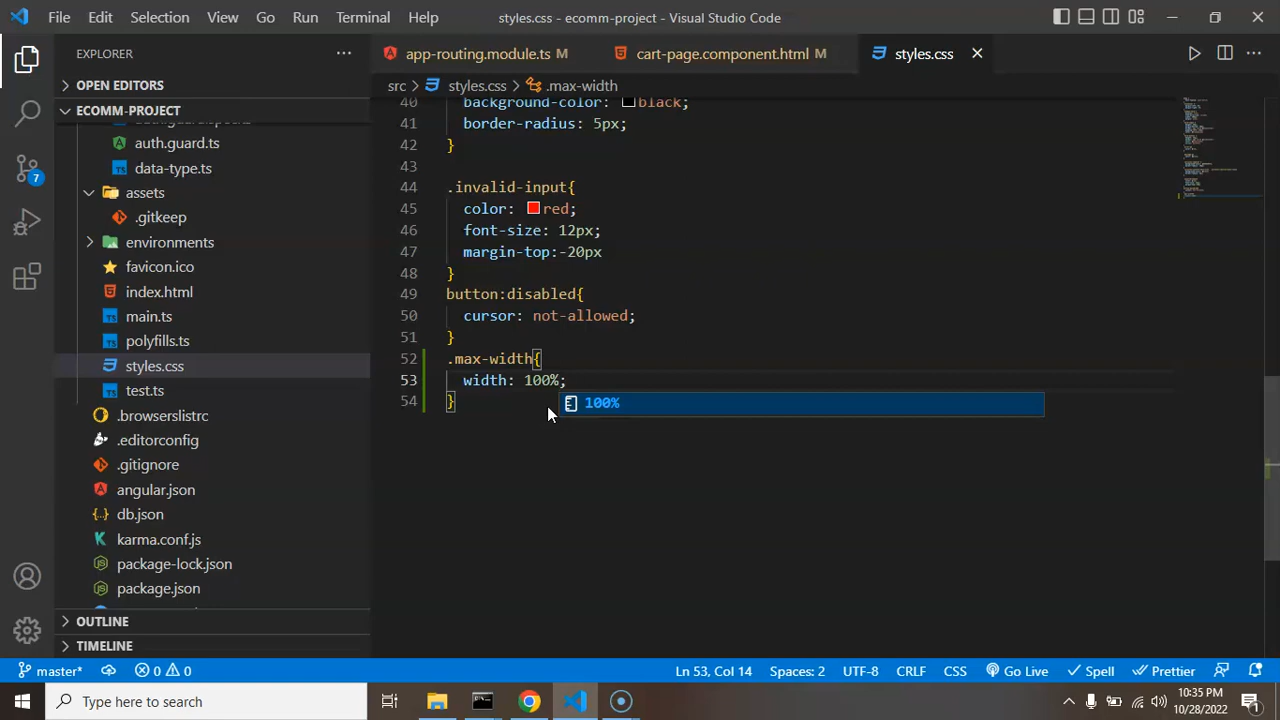 File Edit Selection View Go Run Terminal Help
styles.css - ecomm-project - Visual Studio Code
EXPLORER
OPEN EDITORS
ECOMM-PROJECT
auth.guard.ts
data-type.ts
assets
.gitkeep
environments
favicon.ico
index.html
main.ts
polyfills.ts
styles.css
test.ts
.browserslistrc
.editorconfig
.gitignore
angular.json
db.json
karma.conf.js
package-lock.json
package.json
OUTLINE
TIMELINE
7
app-routing.module.ts M
cart-page.component.html M
styles.css
src > styles.css > .max-width
40 background-color: black;
41 border-radius: 5px;
42 }
43
44 .invalid-input{
45 color: red;
46 font-size: 12px;
47 margin-top:-20px
48 }
49 button:disabled{
50 cursor: not-allowed;
51 }
52 .max-width{
53 width: 100%;
54 }
100%
master* 0 0
Ln 53, Col 14 Spaces: 2 UTF-8 CRLF CSS Go Live Spell Prettier
Type here to search
10:35 PM
10/28/2022
1